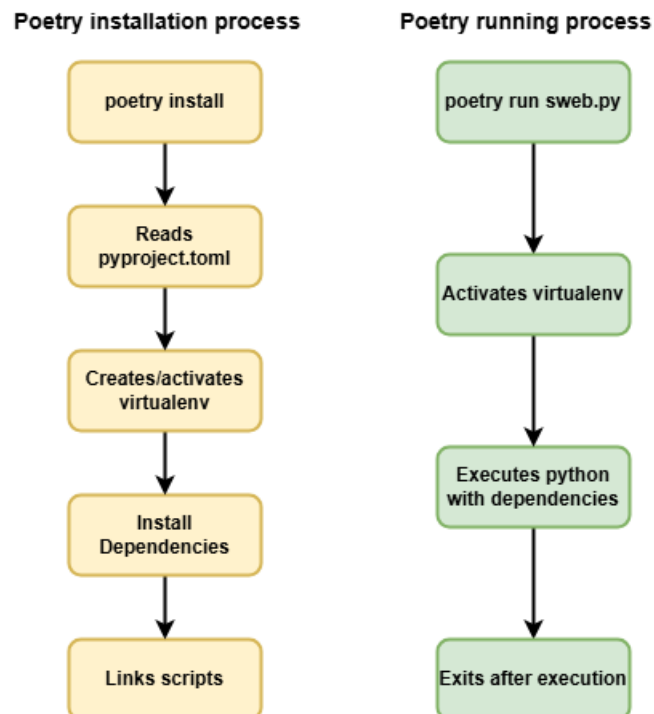 Poetry installation process
poetry install
Reads
pyproject.toml
Creates/activates
virtualenv
Install
Dependencies
Links scripts
Poetry running process
poetry run sweb.py
Activates virtualenv
Executes python
with dependencies
Exits after execution